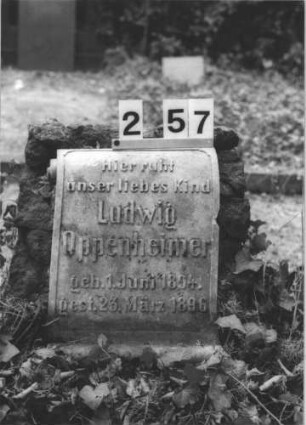 2 57
Hier ruht
unser liebes Kind
Ludwig
Oppenheimer
geb. 1. Juni
gest. 23. März 1896